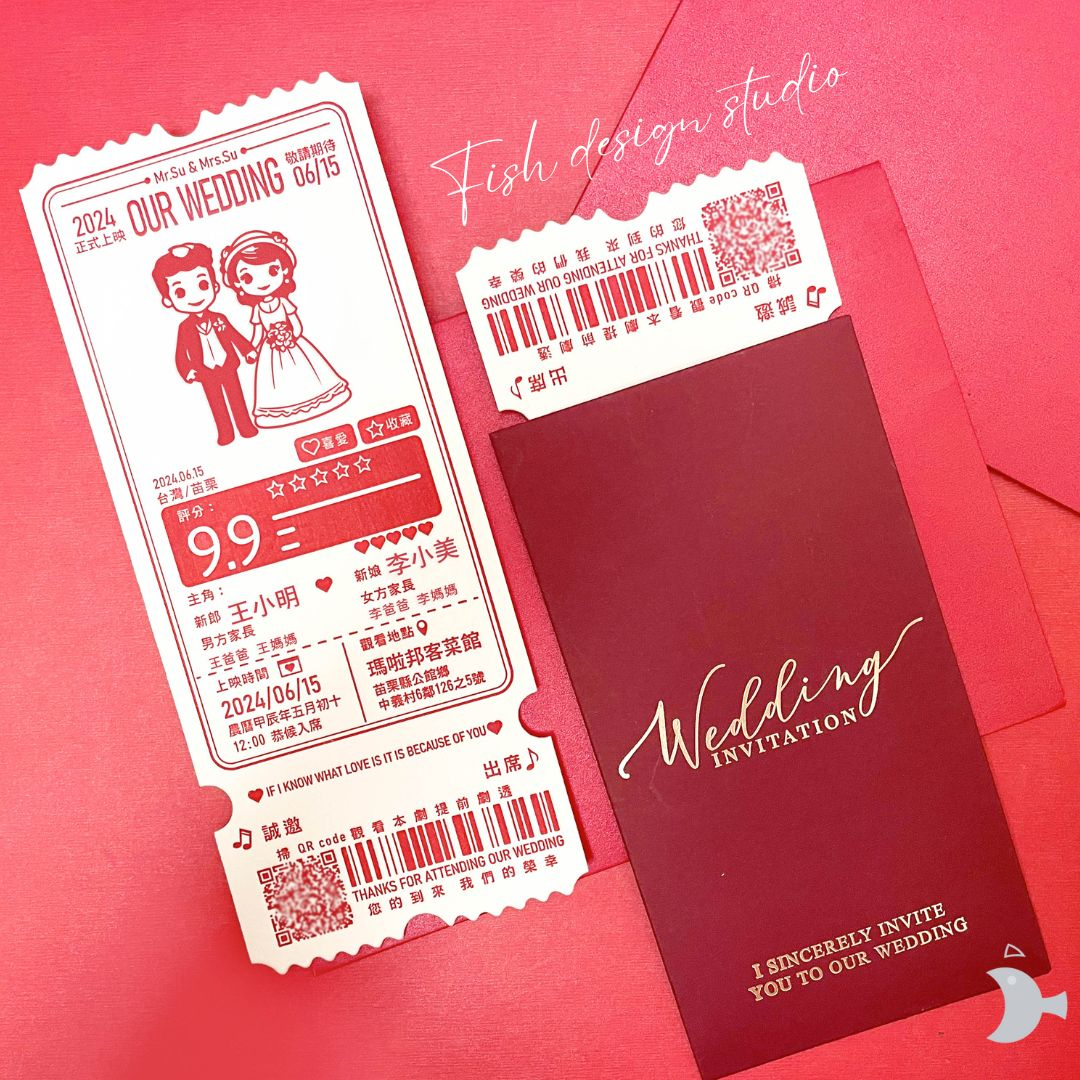 Fish design studio
Mr.Su & Mrs.Su
2024
正式上映
OUR WEDDING
敬請期待
06/15
喜愛
收藏
2024.06.15
台灣/苗栗
評分：
9.9
主角：
新郎 王小明
男方家長
王爸爸 王媽媽
新娘 李小美
女方家長
李爸爸 李媽媽
上映時間
2024/06/15
農曆甲辰年五月初十
12:00 恭候入席
觀看地點
瑪啦邦客菜館
苗栗縣公館鄉
中義村6鄰126之5號
IF I KNOW WHAT LOVE IS IT IS BECAUSE OF YOU
誠邀
出席
掃 QR code 觀看本劇提前劇透
THANKS FOR ATTENDING OUR WEDDING
您的到來 我們的榮幸
您的到來 我們的榮幸
THANKS FOR ATTENDING OUR WEDDING
掃 QR code 觀看本劇提前劇透
誠邀
出席
Wedding
INVITATION
I SINCERELY INVITE
YOU TO OUR WEDDING